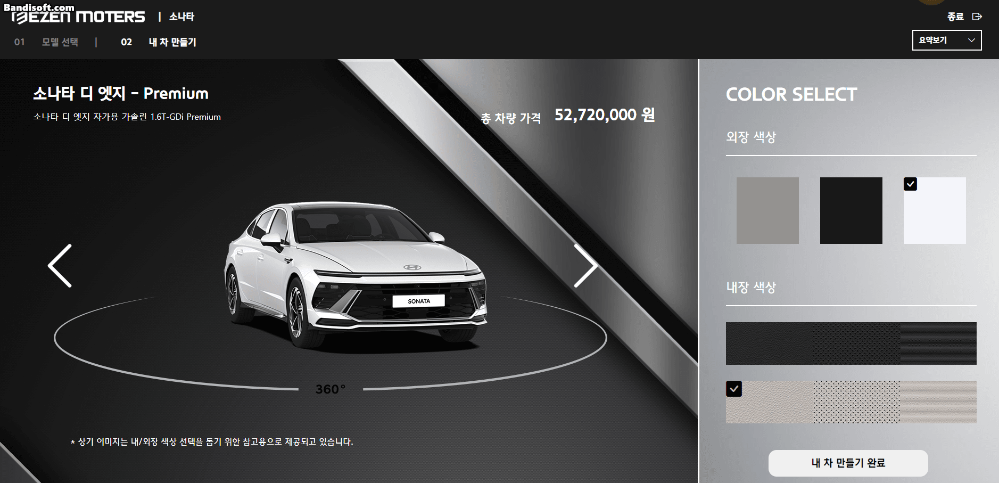 Bandisoft.com
EZEN MOTERS | 소나타
종료
01 모델 선택 | 02 내 차 만들기
요약보기
소나타 디 엣지 - Premium
소나타 디 엣지 자가용 가솔린 1.6T-GDi Premium
총 차량 가격 52,720,000 원
SONATA
360°
* 상기 이미지는 내/외장 색상 선택을 돕기 위한 참고용으로 제공되고 있습니다.
COLOR SELECT
외장 색상
내장 색상
내 차 만들기 완료